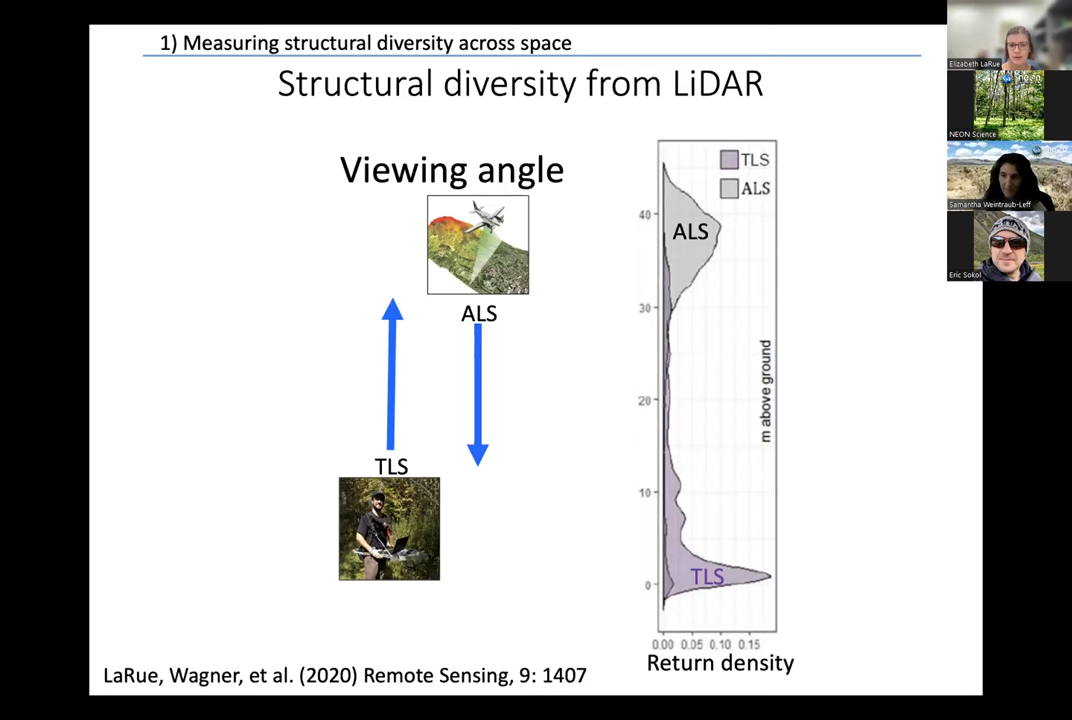 1) Measuring structural diversity across space
Structural diversity from LiDAR
Viewing angle
ALS
TLS
TLS
ALS
ALS
TLS
40
30
20
10
0
m above ground
0.00 0.05 0.10 0.15
Return density
LaRue, Wagner, et al. (2020) Remote Sensing, 9: 1407
Elizabeth LaRue
NEON Science
Samantha Weintraub-Leff
Eric Sokol